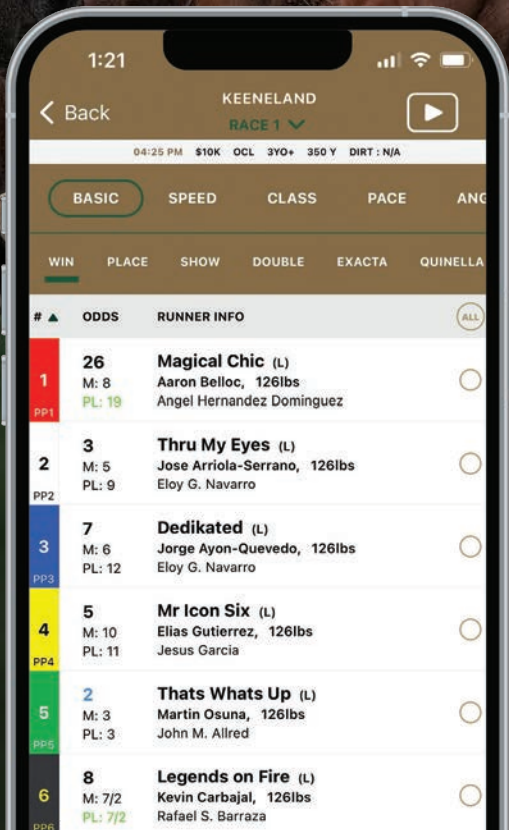 1:21
Back
KEENELAND
RACE 1
04:25 PM $10K OCL 3YO+ 350 Y DIRT : N/A
BASIC SPEED CLASS PACE ANG
WIN PLACE SHOW DOUBLE EXACTA QUINELLA
# ODDS RUNNER INFO ALL
1 PP1
26
M: 8
PL: 19
Magical Chic (L)
Aaron Belloc, 126lbs
Angel Hernandez Dominguez
2 PP2
3
M: 5
PL: 9
Thru My Eyes (L)
Jose Arriola-Serrano, 126lbs
Eloy G. Navarro
3 PP3
7
M: 6
PL: 12
Dedikated (L)
Jorge Ayon-Quevedo, 126lbs
Eloy G. Navarro
4 PP4
5
M: 10
PL: 11
Mr Icon Six (L)
Elias Gutierrez, 126lbs
Jesus Garcia
5 PP5
2
M: 3
PL: 3
Thats Whats Up (L)
Martin Osuna, 126lbs
John M. Allred
6 PP6
8
M: 7/2
PL: 7/2
Legends on Fire (L)
Kevin Carbajal, 126lbs
Rafael S. Barraza